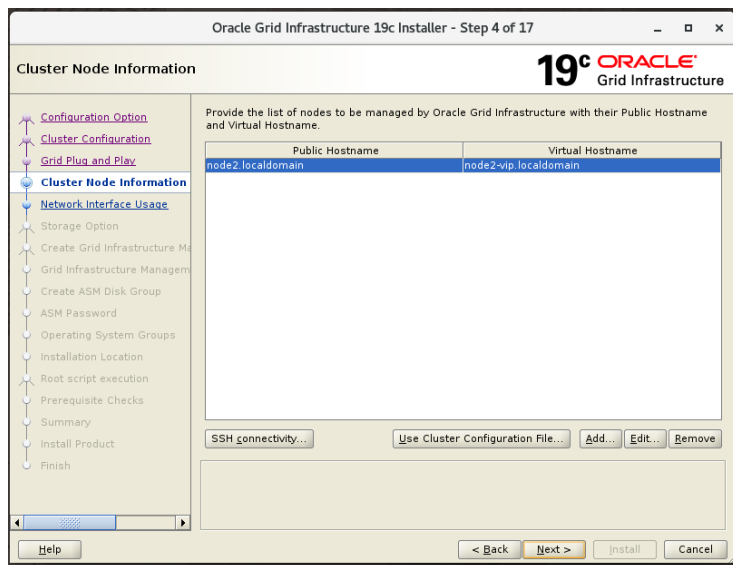 Oracle Grid Infrastructure 19c Installer - Step 4 of 17
Cluster Node Information
19c ORACLE
Grid Infrastructure
Configuration Option
Cluster Configuration
Grid Plug and Play
Cluster Node Information
Network Interface Usage
Storage Option
Create Grid Infrastructure Ma
Grid Infrastructure Managem
Create ASM Disk Group
ASM Password
Operating System Groups
Installation Location
Root script execution
Prerequisite Checks
Summary
Install Product
Finish
Provide the list of nodes to be managed by Oracle Grid Infrastructure with their Public Hostname
and Virtual Hostname.
Public Hostname Virtual Hostname
node2.localdomain node2-vip.localdomain
SSH connectivity... Use Cluster Configuration File... Add... Edit... Remove
Help < Back Next > Install Cancel